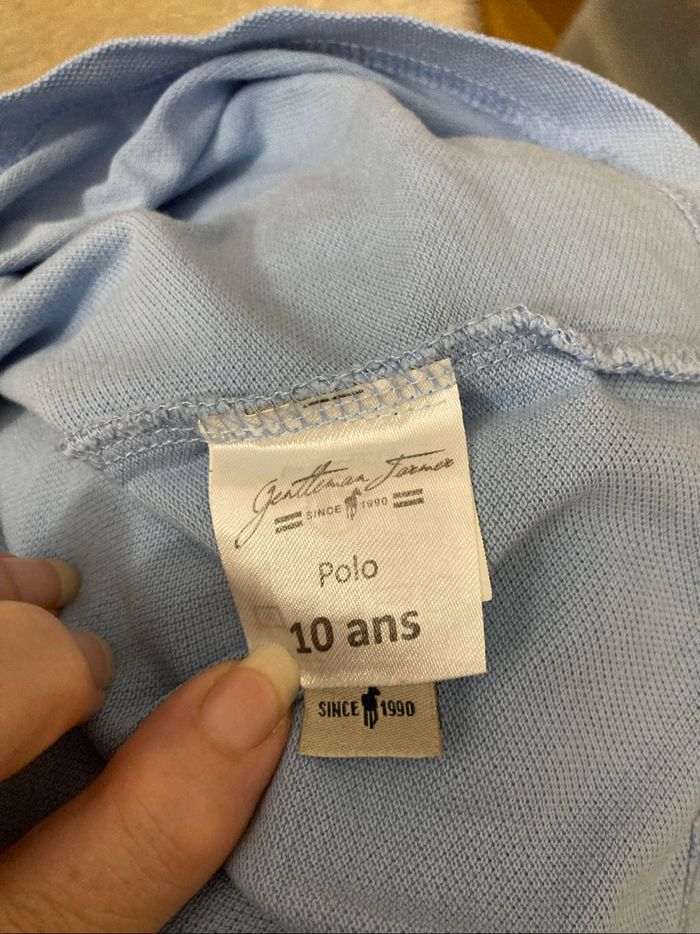 Gentleman Farmer
SINCE 1990
Polo
10 ans
SINCE 1990